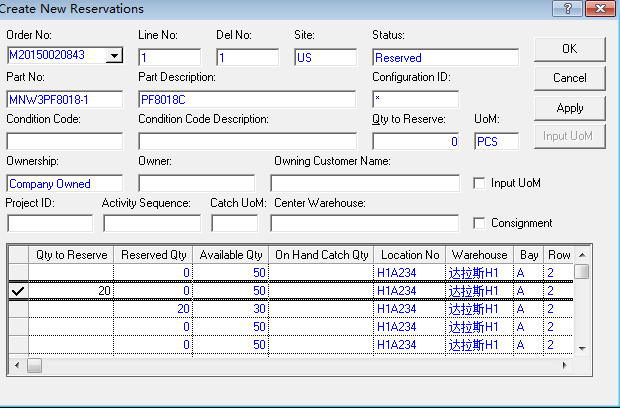 Create New Reservations
Order No: Line No: Del No: Site: Status:
M20150020843 1 1 US Reserved
OK
Part No: Part Description: Configuration ID:
Cancel
MNW3PF8018-1 PF8018C *
Apply
Condition Code: Condition Code Description: Qty to Reserve: UoM:
0 PCS Input UoM
Ownership: Owner: Owning Customer Name:
Company Owned Input UoM
Project ID: Activity Sequence: Catch UoM: Center Warehouse:
Consignment
Qty to Reserve Reserved Qty Available Qty On Hand Catch Qty Location No Warehouse Bay Row
0 50 H1A234 达拉斯H1 A 2
20 0 50 H1A234 达拉斯H1 A 2
20 30 H1A234 达拉斯H1 A 2
0 50 H1A234 达拉斯H1 A 2
0 50 H1A234 达拉斯H1 A 2